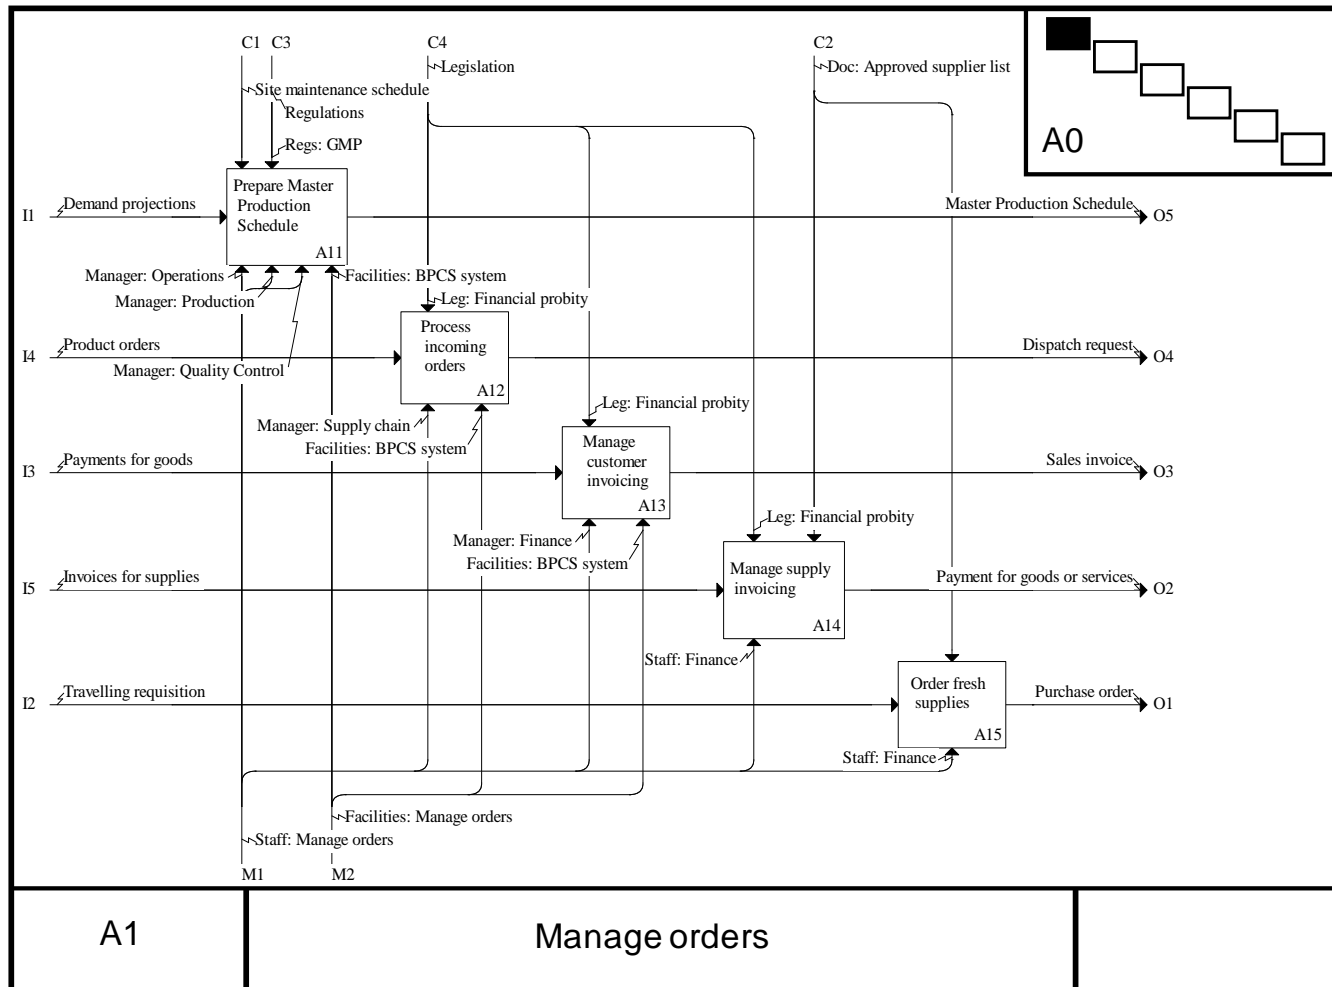 C1 C3 C4 C2
Legislation
Doc: Approved supplier list
Site maintenance schedule
Regulations
Regs: GMP
A0
Prepare Master
Production
Schedule
A11
I1 Demand projections
Master Production Schedule O5
Manager: Operations
Facilities: BPCS system
Manager: Production
Leg: Financial probity
Process
incoming
orders
A12
I4 Product orders
Dispatch request O4
Manager: Quality Control
Leg: Financial probity
Manager: Supply chain
Facilities: BPCS system
Manage
customer
invoicing
A13
I3 Payments for goods
Sales invoice O3
Leg: Financial probity
Manager: Finance
Facilities: BPCS system
Manage supply
invoicing
A14
I5 Invoices for supplies
Payment for goods or services O2
Staff: Finance
Order fresh
supplies
A15
I2 Travelling requisition
Purchase order O1
Staff: Finance
Facilities: Manage orders
Staff: Manage orders
M1 M2
A1
Manage orders